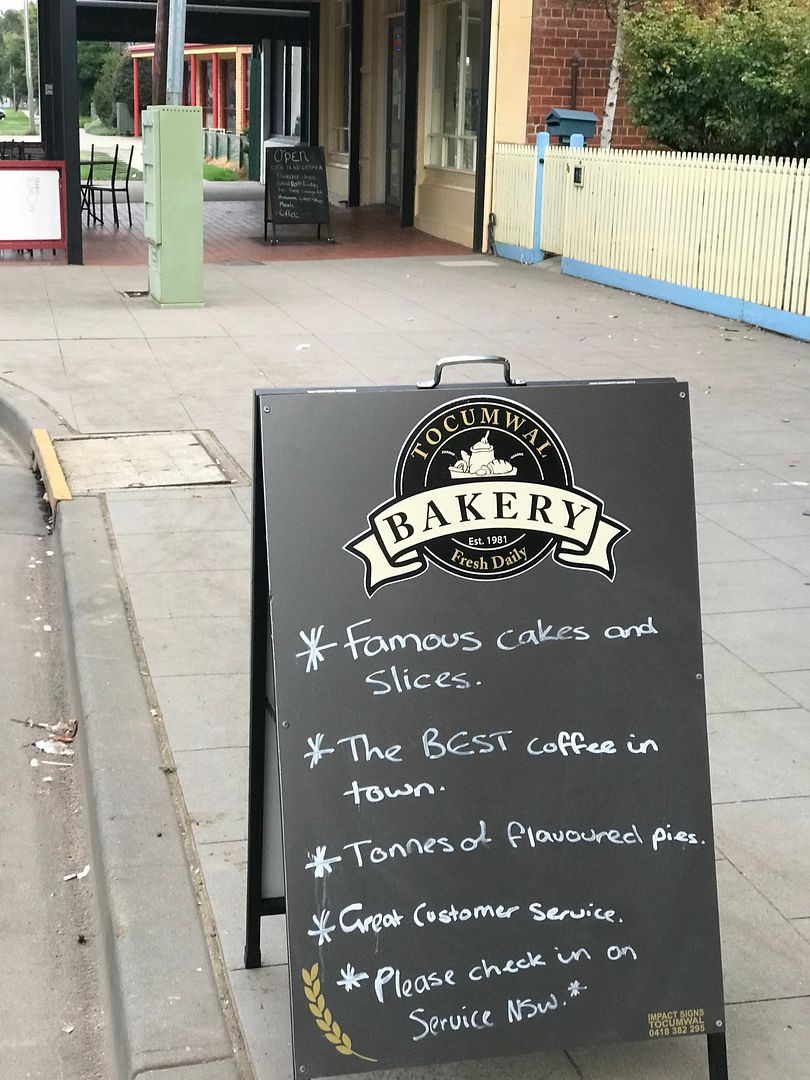 OPEN
Coffee
TOCUMWAL
BAKERY
Est. 1981
Fresh Daily
* Famous cakes and
slices.
* The BEST coffee in
town.
* Tonnes of flavoured pies.
* Great Customer Service.
* Please check in on
Service NSW.*
IMPACT SIGNS
TOCUMWAL
0418 382 295